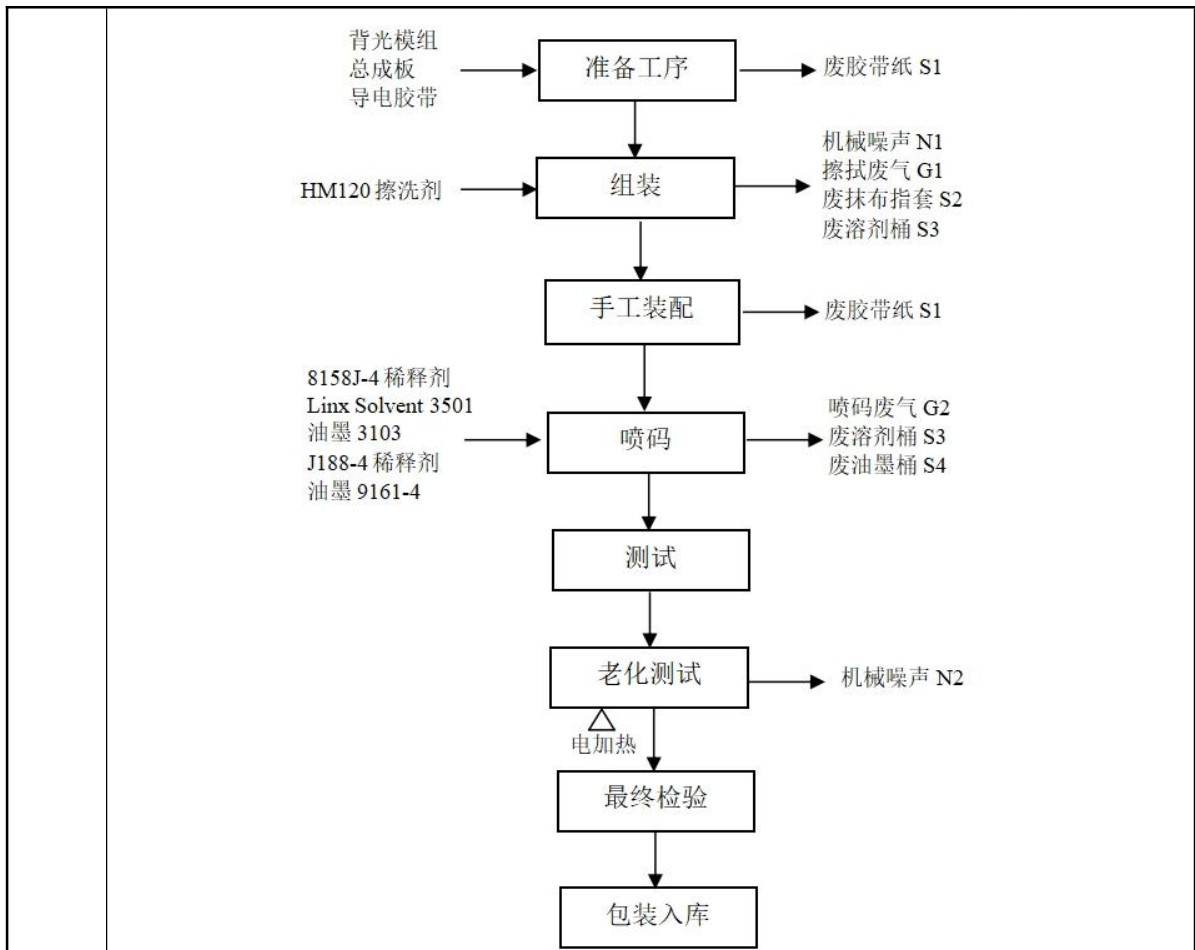 背光模组
总成板
导电胶带
准备工序
废胶带纸 S1
HM120 擦洗剂
组装
机械噪声 N1
擦拭废气 G1
废抹布指套 S2
废溶剂桶 S3
手工装配
废胶带纸 S1
8158J-4 稀释剂
Linx Solvent 3501
油墨 3103
J188-4 稀释剂
油墨 9161-4
喷码
喷码废气 G2
废溶剂桶 S3
废油墨桶 S4
测试
老化测试
机械噪声 N2
电加热
最终检验
包装入库